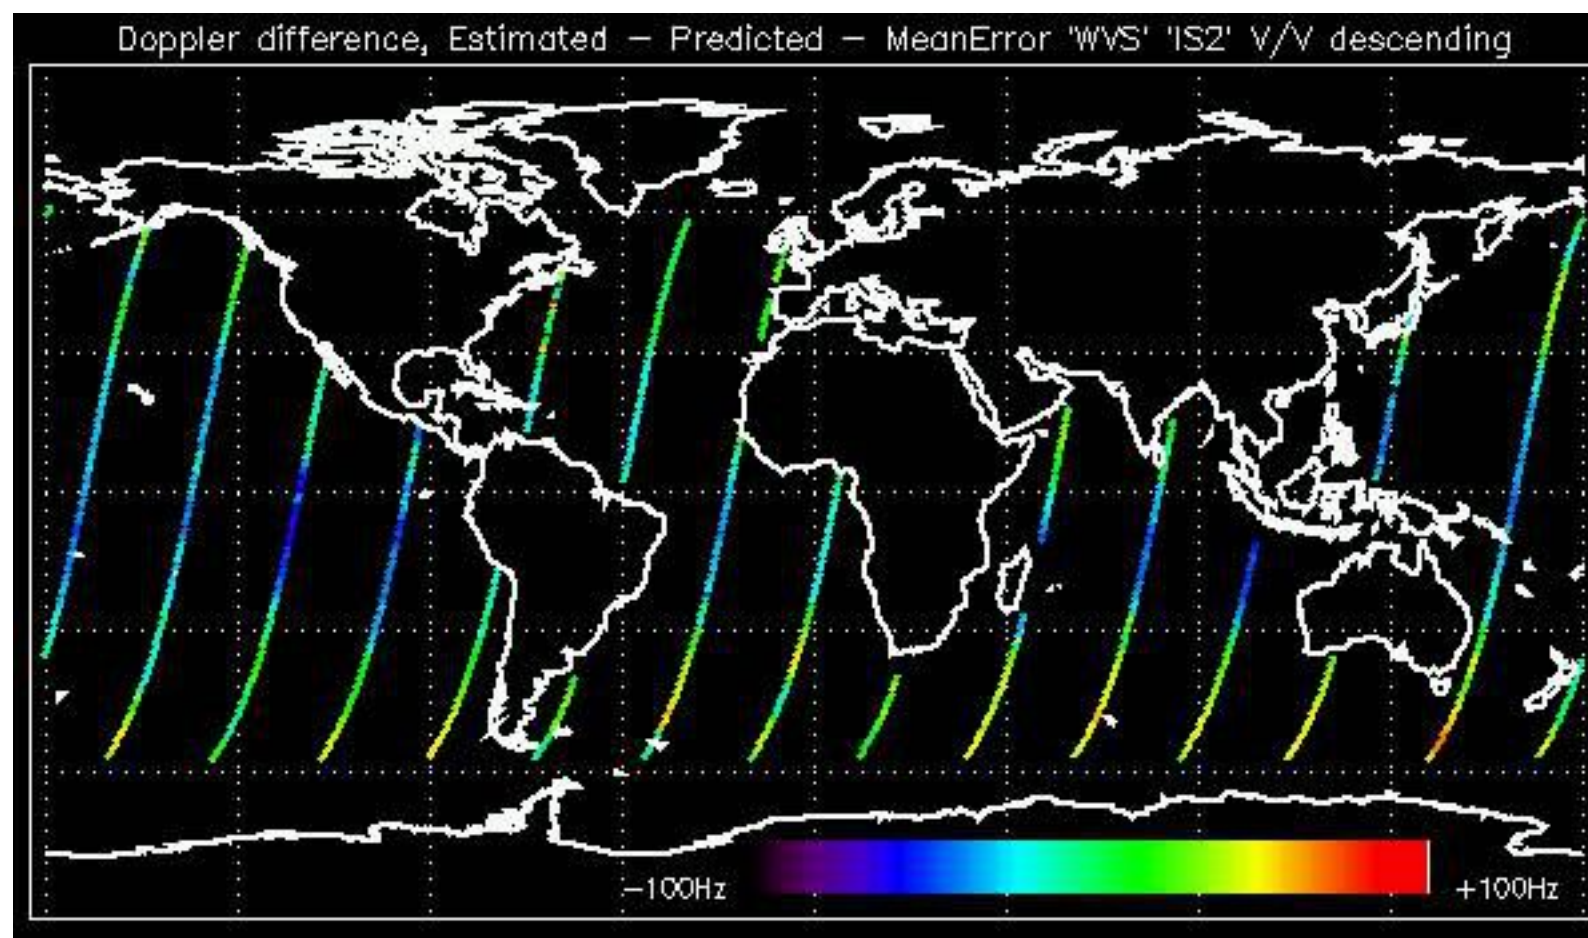 Doppler difference, Estimated - Predicted - MeanError 'WVS' 'IS2' V/V descending
-100Hz +100Hz